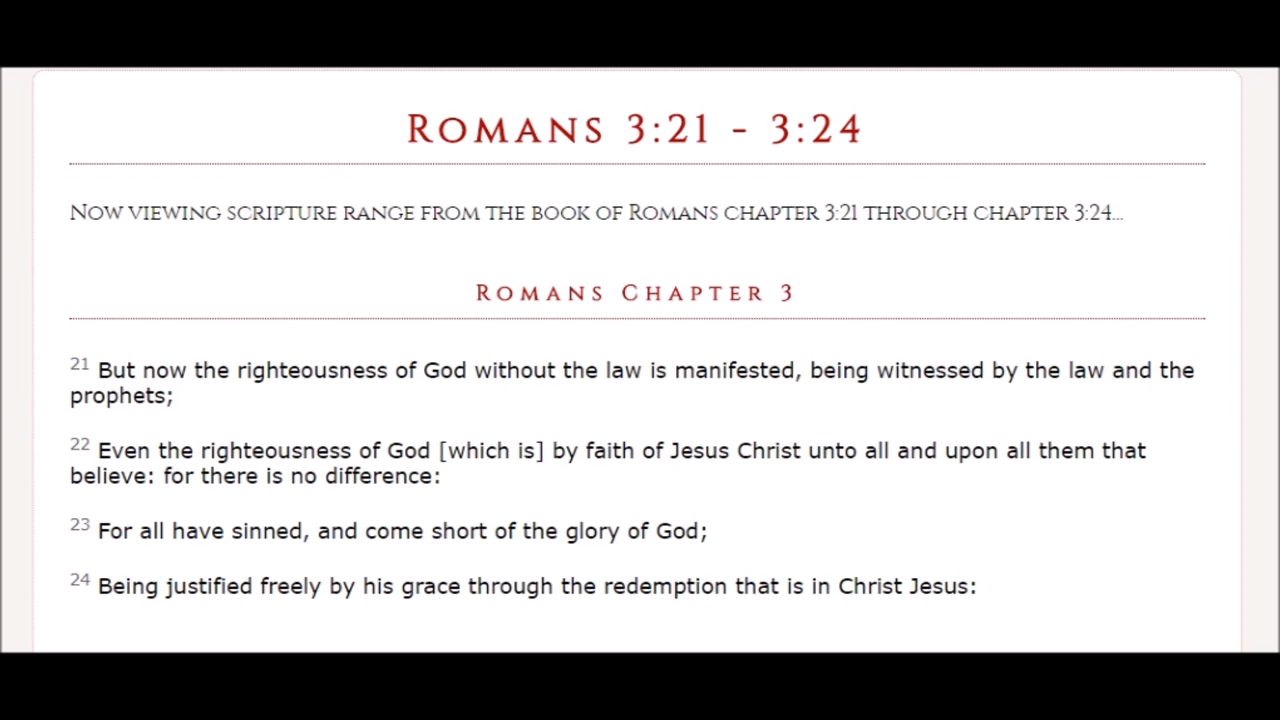 Romans 3:21 - 3:24
Now viewing scripture range from the book of Romans chapter 3:21 through chapter 3:24...
Romans Chapter 3
21 But now the righteousness of God without the law is manifested, being witnessed by the law and the
prophets;
22 Even the righteousness of God [which is] by faith of Jesus Christ unto all and upon all them that
believe: for there is no difference:
23 For all have sinned, and come short of the glory of God;
24 Being justified freely by his grace through the redemption that is in Christ Jesus: